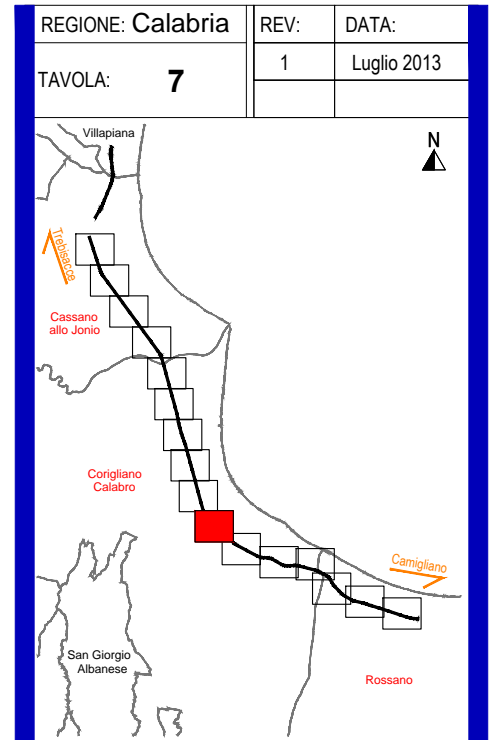 REGIONE: Calabria
REV:
DATA:
TAVOLA: 7
1
Luglio 2013
Villapiana
N
Trebisacce
Cassano
allo Jonio
Corigliano
Calabro
Camigliano
San Giorgio
Albanese
Rossano